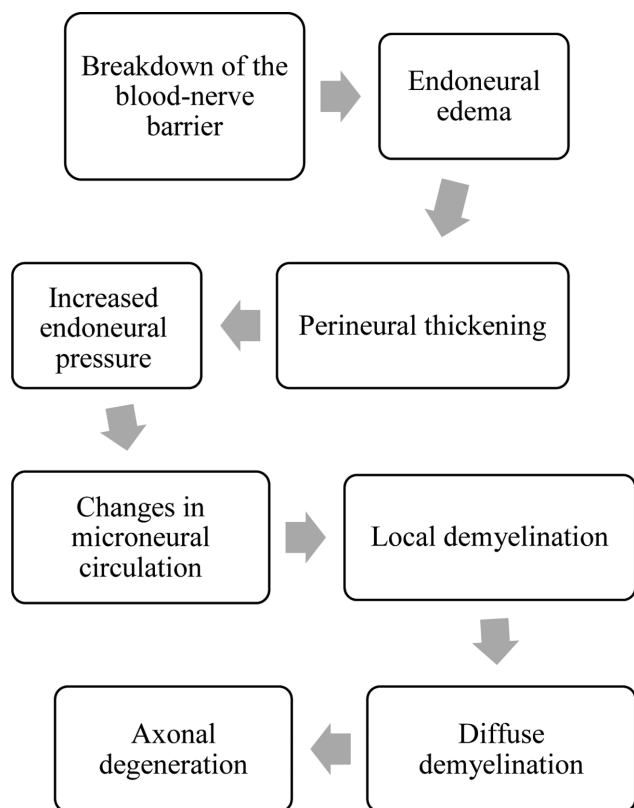 Breakdown of the
blood-nerve
barrier
Endoneural
edema
Perineural thickening
Increased
endoneural
pressure
Changes in
microneural
circulation
Local demyelination
Diffuse
demyelination
Axonal
degeneration